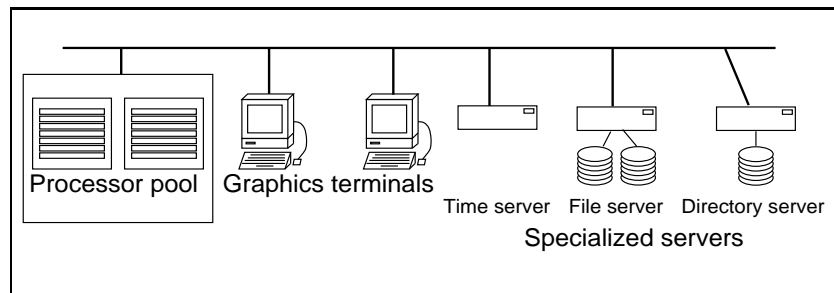 Processor pool
Graphics terminals
Time server
File server
Directory server
Specialized servers